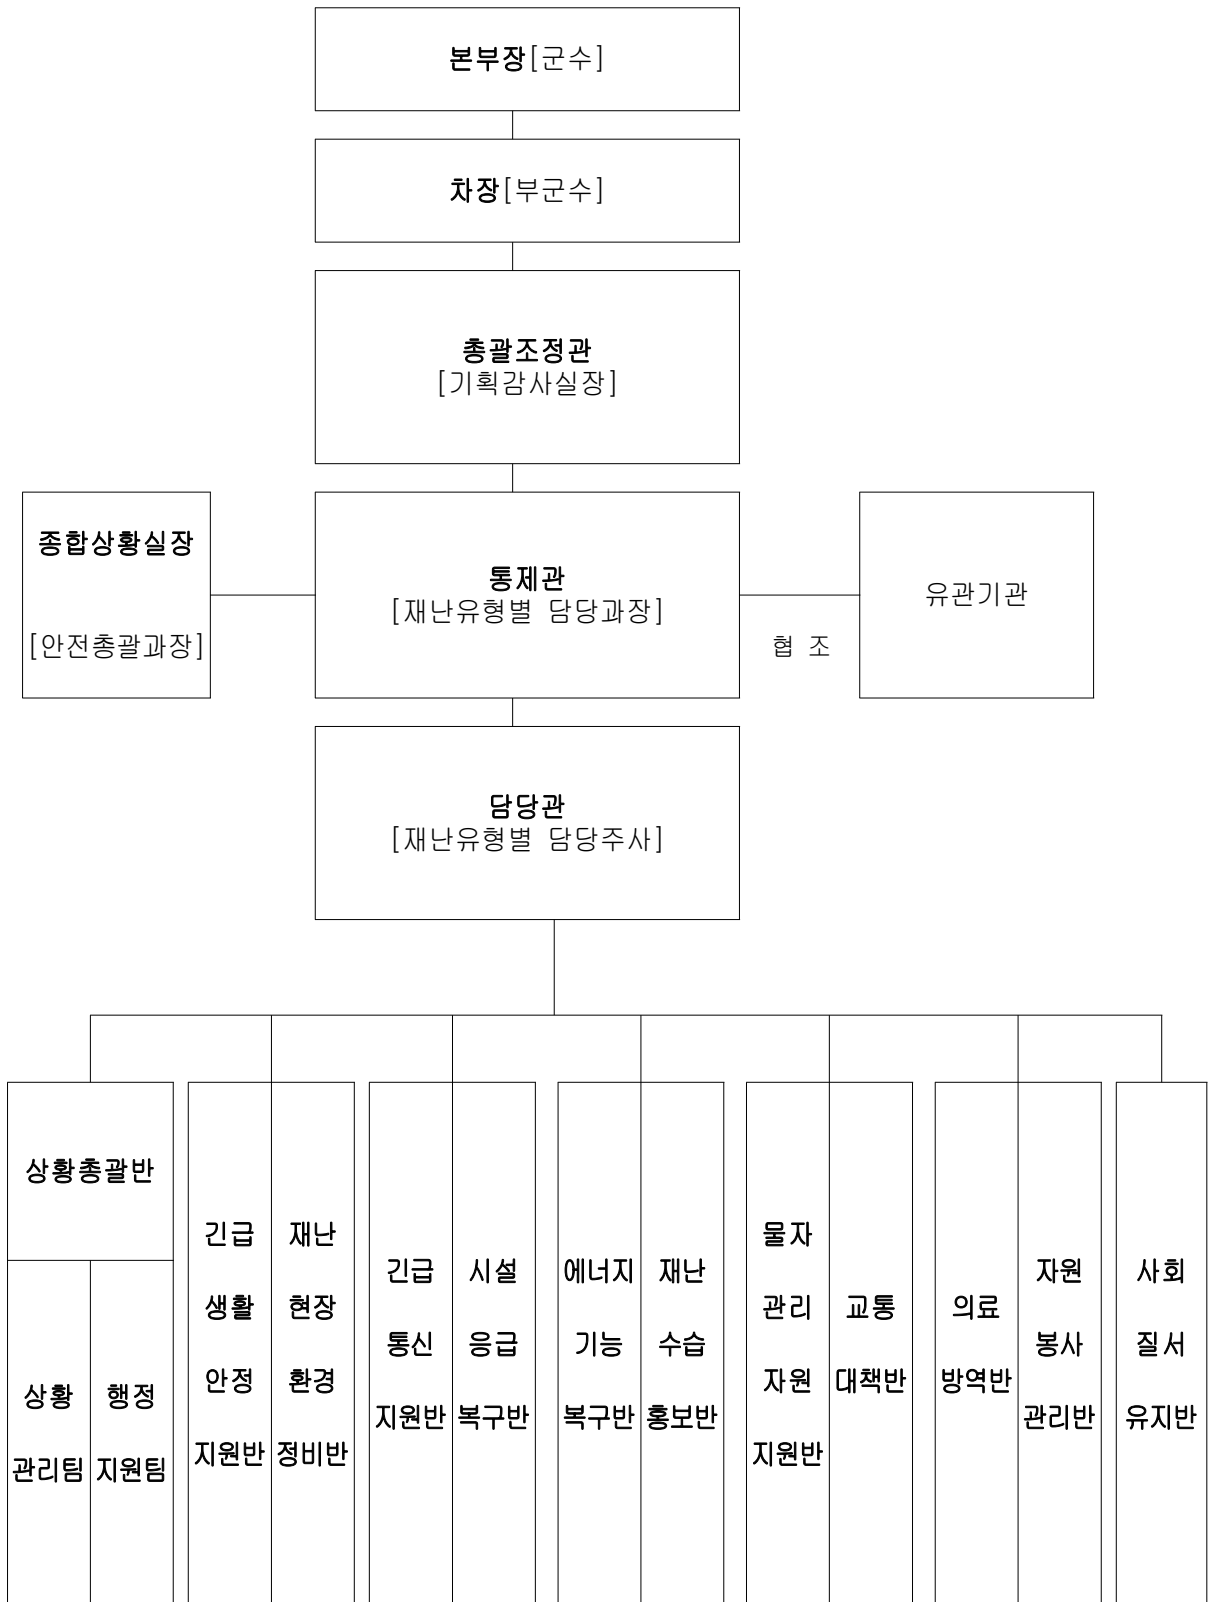 본부장[군수]
차장[부군수]
총괄조정관
[기획감사실장]
종합상황실장
[안전총괄과장]
통제관
[재난유형별 담당과장]
협 조
유관기관
담당관
[재난유형별 담당주사]
상황총괄반
상황
관리팀
행정
지원팀
긴급
생활
안정
지원반
재난
현장
환경
정비반
긴급
통신
지원반
시설
응급
복구반
에너지
기능
복구반
재난
수습
홍보반
물자
관리
자원
지원반
교통
대책반
의료
방역반
자원
봉사
관리반
사회
질서
유지반